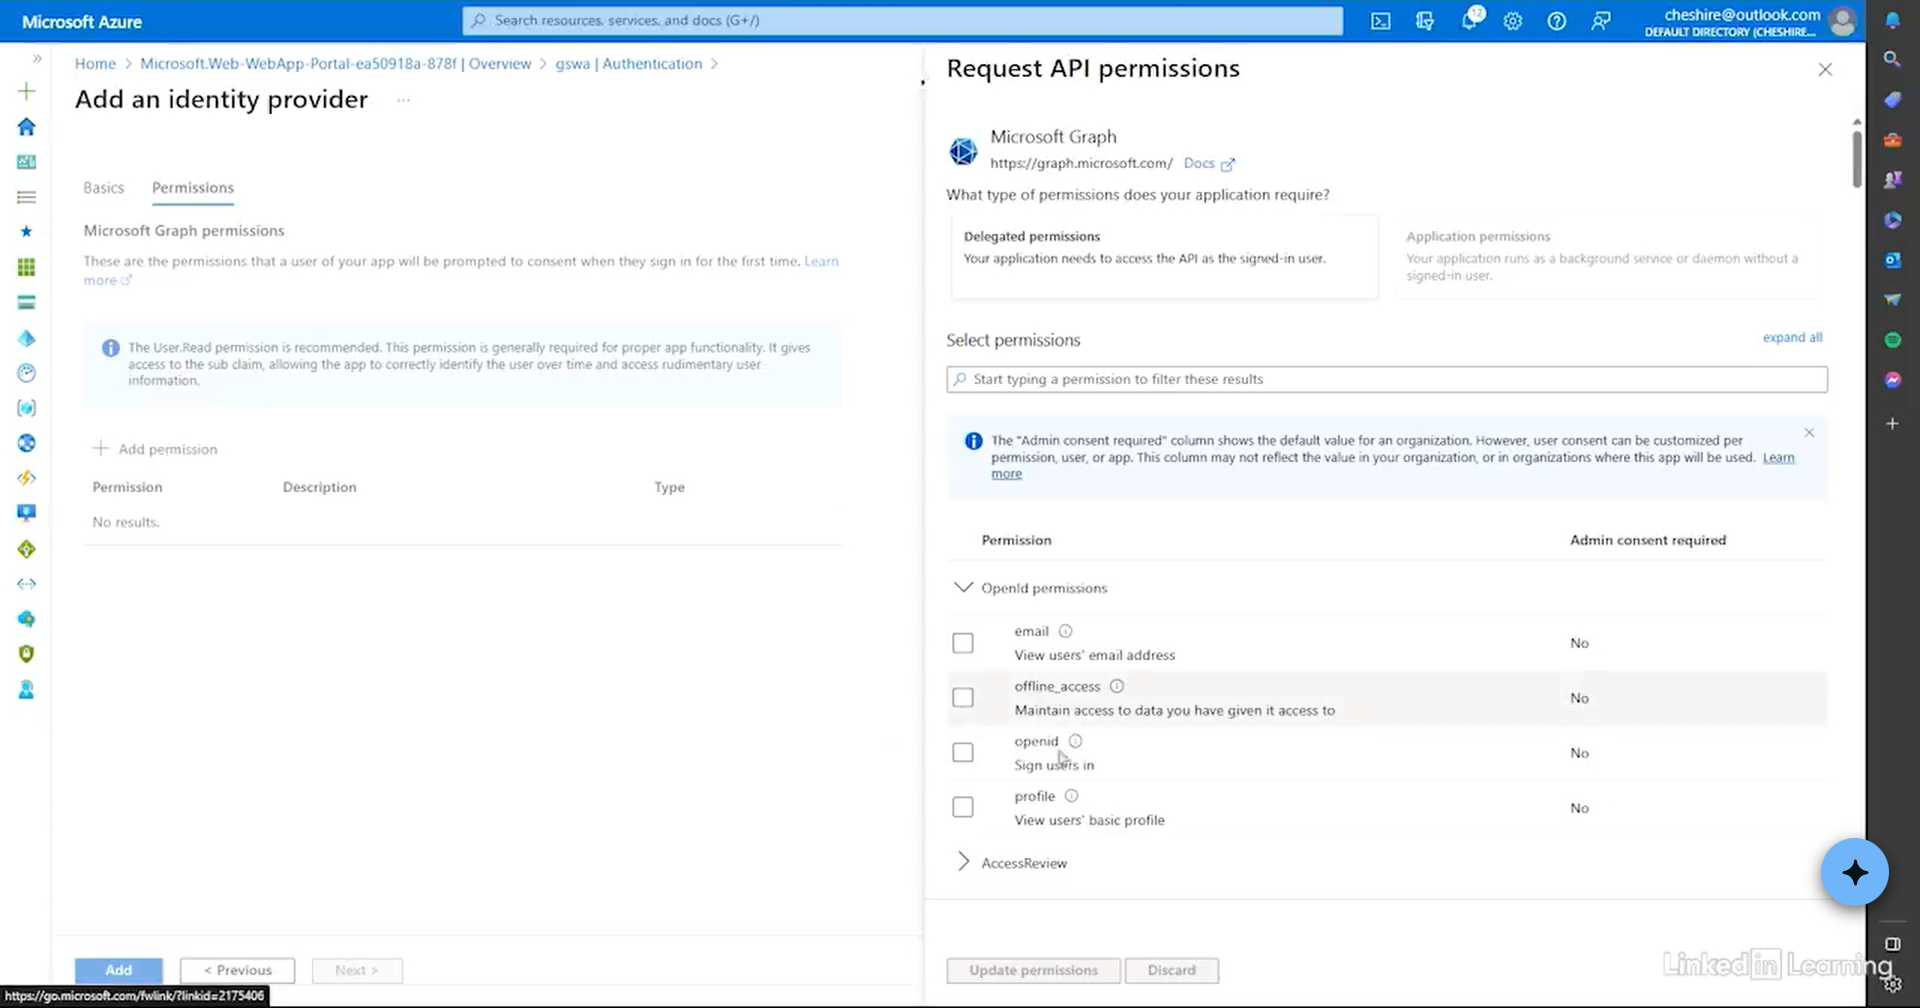 Microsoft Azure
Search resources, services, and docs (G+/)
12
cheshire@outlook.com
DEFAULT DIRECTORY (CHESHIRE...
Home > Microsoft.Web-WebApp-Portal-ea50918a-878f | Overview > gswa | Authentication >
Add an identity provider ...
Basics Permissions
Microsoft Graph permissions
These are the permissions that a user of your app will be prompted to consent when they sign in for the first time. Learn
more
The User.Read permission is recommended. This permission is generally required for proper app functionality. It gives
access to the sub claim, allowing the app to correctly identify the user over time and access rudimentary user
information.
Add permission
Permission Description Type
No results.
Add < Previous Next >
https://go.microsoft.com/fwlink/?linkid=2175406
Request API permissions
Microsoft Graph
https://graph.microsoft.com/ Docs
What type of permissions does your application require?
Delegated permissions
Your application needs to access the API as the signed-in user.
Application permissions
Your application runs as a background service or daemon without a
signed-in user.
Select permissions expand all
Start typing a permission to filter these results
The "Admin consent required" column shows the default value for an organization. However, user consent can be customized per
permission, user, or app. This column may not reflect the value in your organization, or in organizations where this app will be used. Learn
more
Permission Admin consent required
OpenId permissions
email
View users' email address
No
offline_access
Maintain access to data you have given it access to
No
openid
Sign users in
No
profile
View users' basic profile
No
AccessReview
Update permissions Discard
Linked in Learning